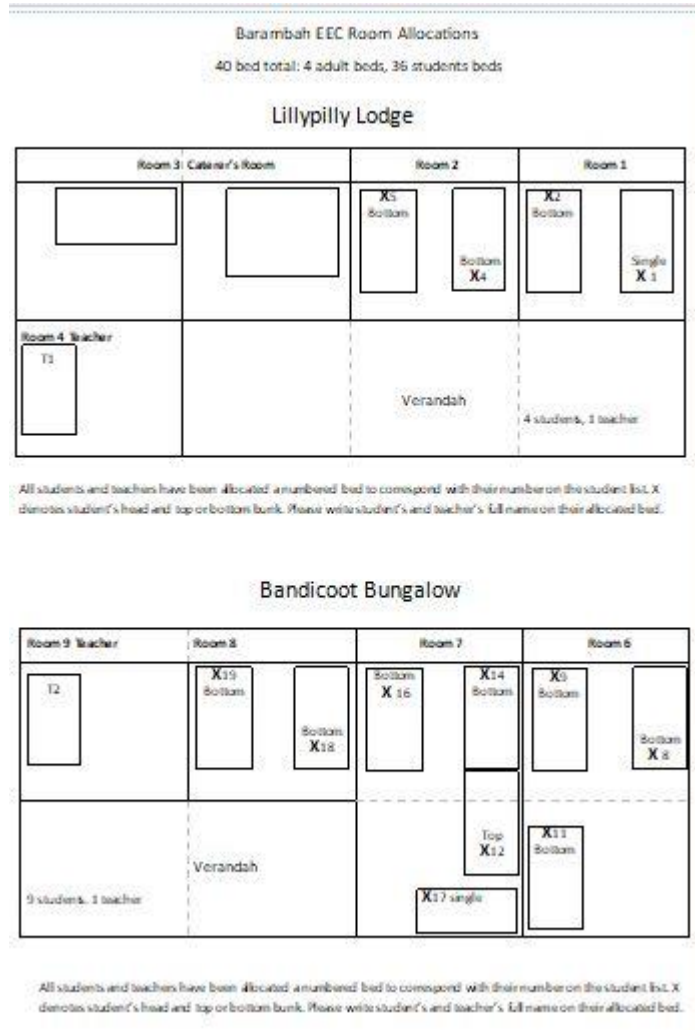 Barambah EEC Room Allocations
40 bed total: 4 adult beds, 36 students beds
Lillypilly Lodge
Room 3: Caterer's Room
Room 2
Room 1
X5
Bottom
Bottom
X4
X2
Bottom
Single
X 1
Room 4 Teacher
T1
Verandah
4 students, 1 teacher
All students and teachers have been allocated a numbered bed to correspond with their number on the student list. X
denotes student's head and top or bottom bunk. Please write student's and teacher's full name on their allocated bed.
Bandicoot Bungalow
Room 9 Teacher
Room 8
Room 7
Room 6
T2
X19
Bottom
Bottom
X18
Bottom
X 16
X14
Bottom
X9
Bottom
Bottom
X 8
Top
X12
X11
Bottom
X17 single
Verandah
9 students, 1 teacher
All students and teachers have been allocated a numbered bed to correspond with their number on the student list. X
denotes student's head and top or bottom bunk. Please write student's and teacher's full name on their allocated bed.